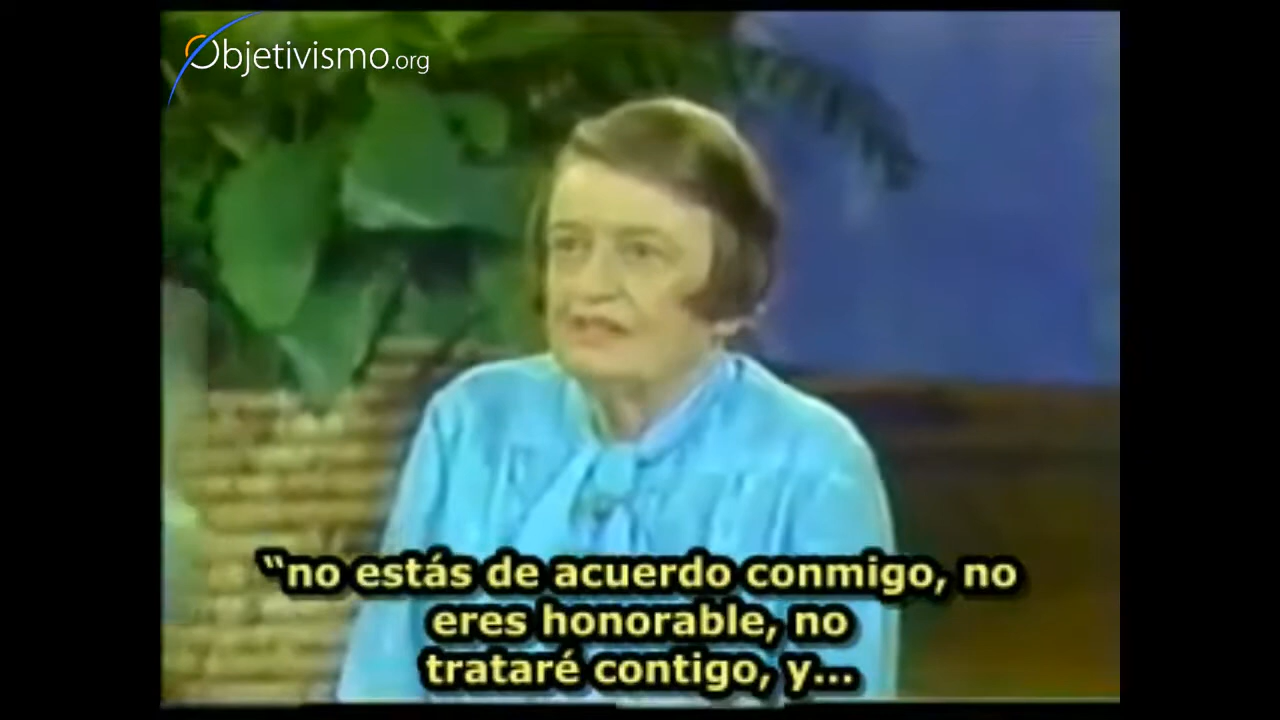 Objetivismo.org
“no estás de acuerdo conmigo, no
eres honorable, no
trataré contigo, y...